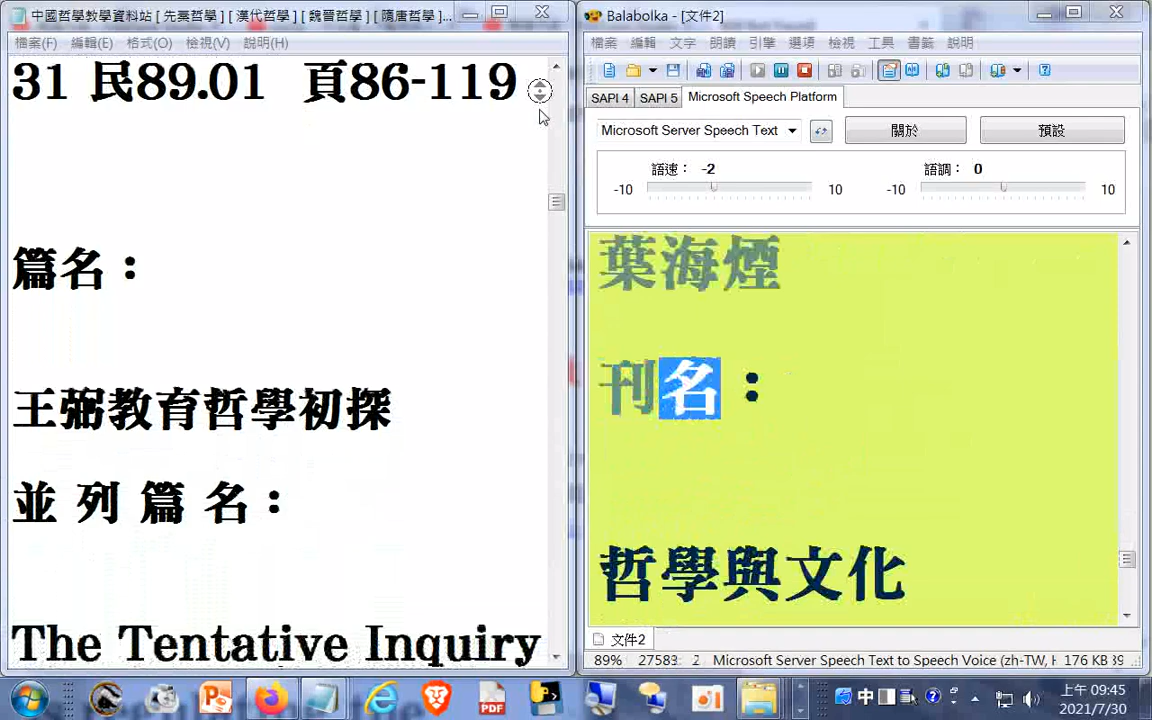 中國哲學教學資料站 [ 先秦哲學 ] [ 漢代哲學 ] [ 魏晉哲學 ] [ 隋唐哲學 ]...
檔案(F) 編輯(E) 格式(O) 檢視(V) 說明(H)
31 民89.01 頁86-119
篇名：
王弼教育哲學初探
並 列 篇 名：
The Tentative Inquiry
Balabolka - [文件2]
檔案 編輯 文字 朗讀 引擎 選項 檢視 工具 書籤 說明
SAPI 4 SAPI 5 Microsoft Speech Platform
Microsoft Server Speech Text 關於 預設
語速： -2 語調： 0
-10 10 -10 10
葉海煙
刊名：
哲學與文化
文件2
89% 27583: 2 Microsoft Server Speech Text to Speech Voice (zh-TW, H 176 KB
中
上午 09:45
2021/7/30
PDF